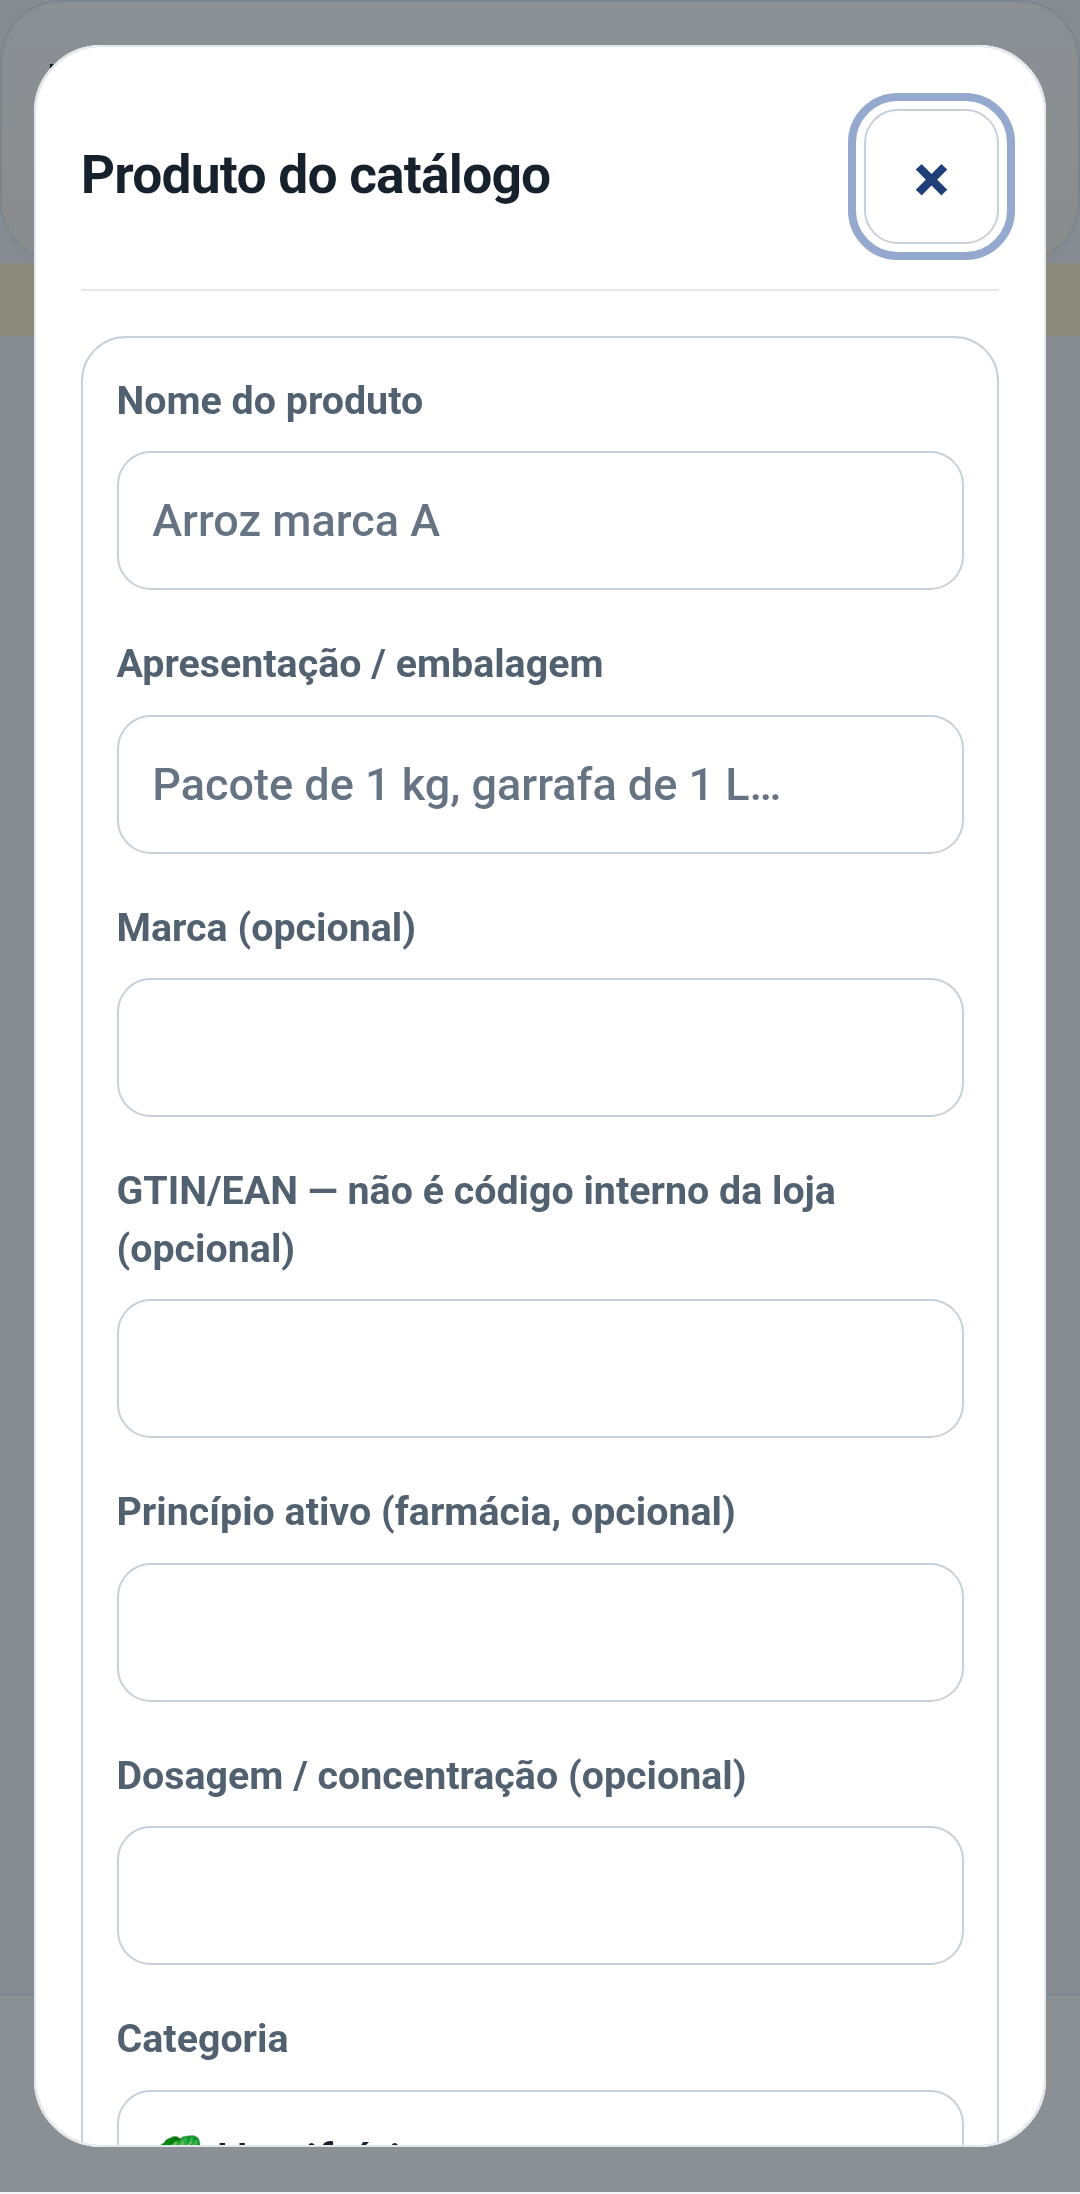 Produto do catálogo
×
Nome do produto
Arroz marca A
Apresentação / embalagem
Pacote de 1 kg, garrafa de 1 L...
Marca (opcional)
GTIN/EAN — não é código interno da loja
(opcional)
Princípio ativo (farmácia, opcional)
Dosagem / concentração (opcional)
Categoria